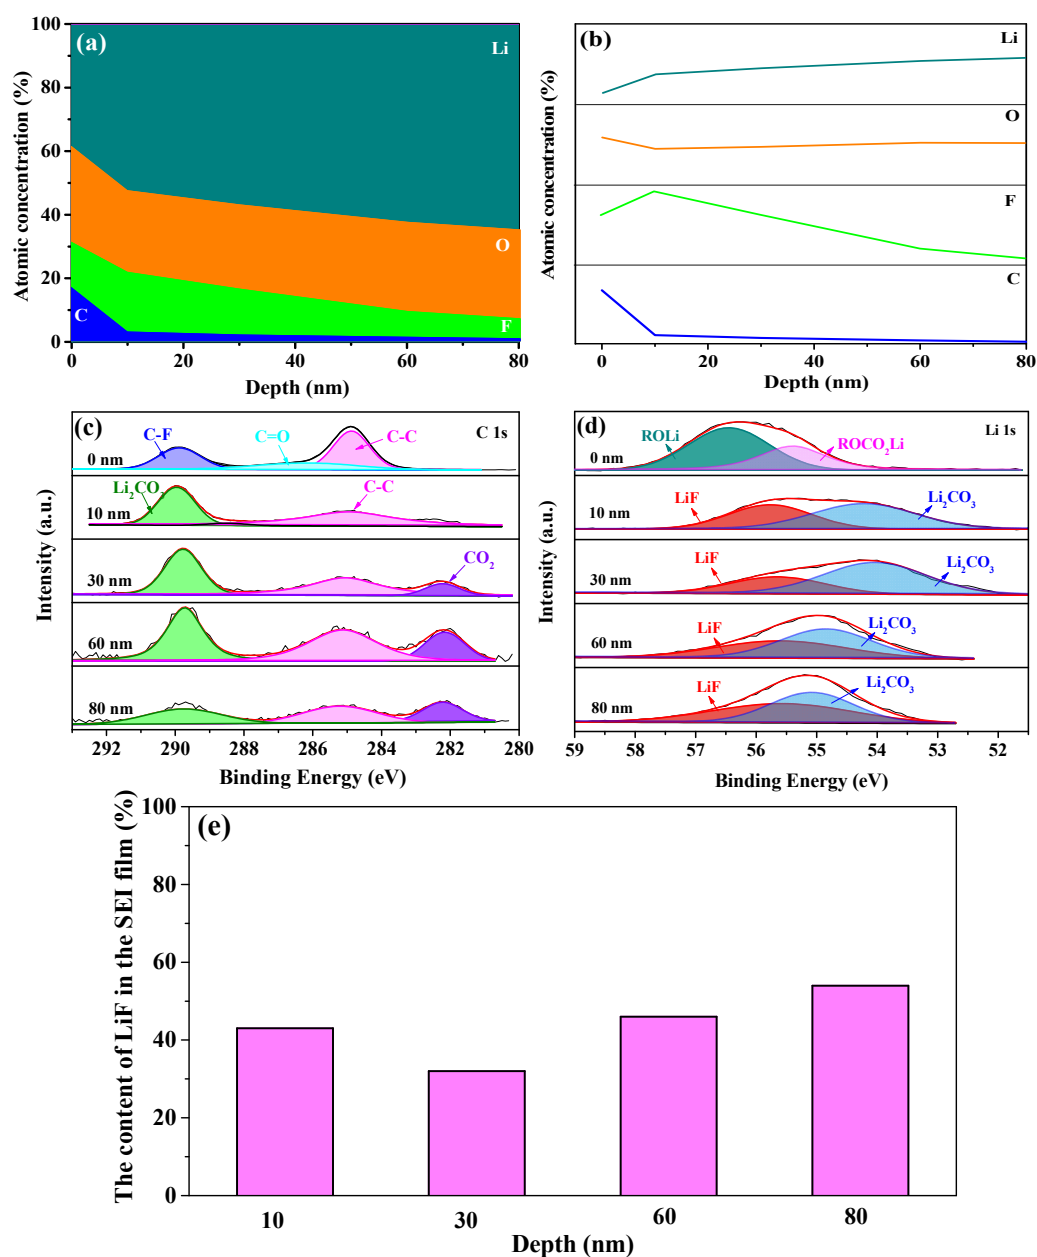 (a)
Li
O
F
C
100
80
60
40
20
0
Atomic concentration (%)
0 20 40 60 80
Depth (nm)
(b)
Li
O
F
C
Atomic concentration (%)
0 20 40 60 80
Depth (nm)
(c)
C 1s
C-F
C=O
C-C
0 nm
Li₂CO₃
C-C
10 nm
CO₂
30 nm
60 nm
80 nm
Intensity (a.u.)
292 290 288 286 284 282 280
Binding Energy (eV)
(d)
Li 1s
ROLi
ROCO₂Li
0 nm
LiF
Li₂CO₃
10 nm
LiF
Li₂CO₃
30 nm
LiF
Li₂CO₃
60 nm
LiF
Li₂CO₃
80 nm
Intensity (a.u.)
59 58 57 56 55 54 53 52
Binding Energy (eV)
(e)
The content of LiF in the SEI film (%)
100
80
60
40
20
0
10 30 60 80
Depth (nm)